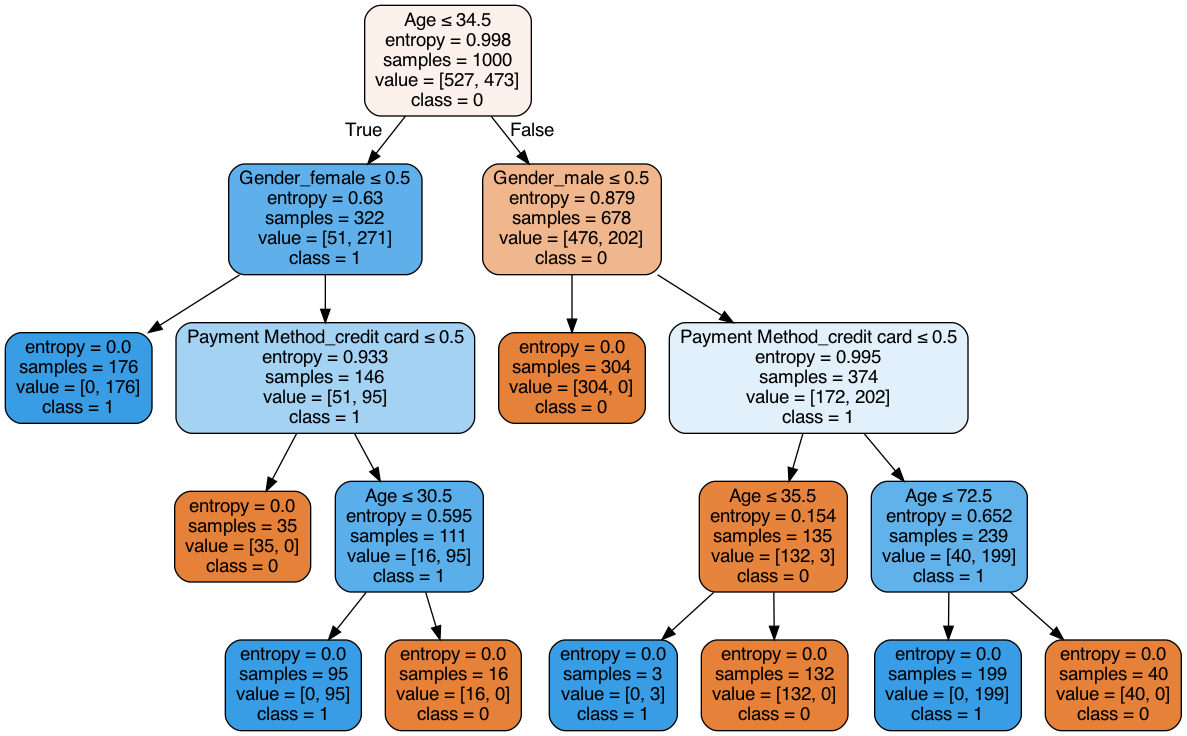 Age ≤ 34.5
entropy = 0.998
samples = 1000
value = [527, 473]
class = 0
True
False
Gender_female ≤ 0.5
entropy = 0.63
samples = 322
value = [51, 271]
class = 1
Gender_male ≤ 0.5
entropy = 0.879
samples = 678
value = [476, 202]
class = 0
entropy = 0.0
samples = 176
value = [0, 176]
class = 1
Payment Method_credit card ≤ 0.5
entropy = 0.933
samples = 146
value = [51, 95]
class = 1
entropy = 0.0
samples = 304
value = [304, 0]
class = 0
Payment Method_credit card ≤ 0.5
entropy = 0.995
samples = 374
value = [172, 202]
class = 1
entropy = 0.0
samples = 35
value = [35, 0]
class = 0
Age ≤ 30.5
entropy = 0.595
samples = 111
value = [16, 95]
class = 1
Age ≤ 35.5
entropy = 0.154
samples = 135
value = [132, 3]
class = 0
Age ≤ 72.5
entropy = 0.652
samples = 239
value = [40, 199]
class = 1
entropy = 0.0
samples = 95
value = [0, 95]
class = 1
entropy = 0.0
samples = 16
value = [16, 0]
class = 0
entropy = 0.0
samples = 3
value = [0, 3]
class = 1
entropy = 0.0
samples = 132
value = [132, 0]
class = 0
entropy = 0.0
samples = 199
value = [0, 199]
class = 1
entropy = 0.0
samples = 40
value = [40, 0]
class = 0